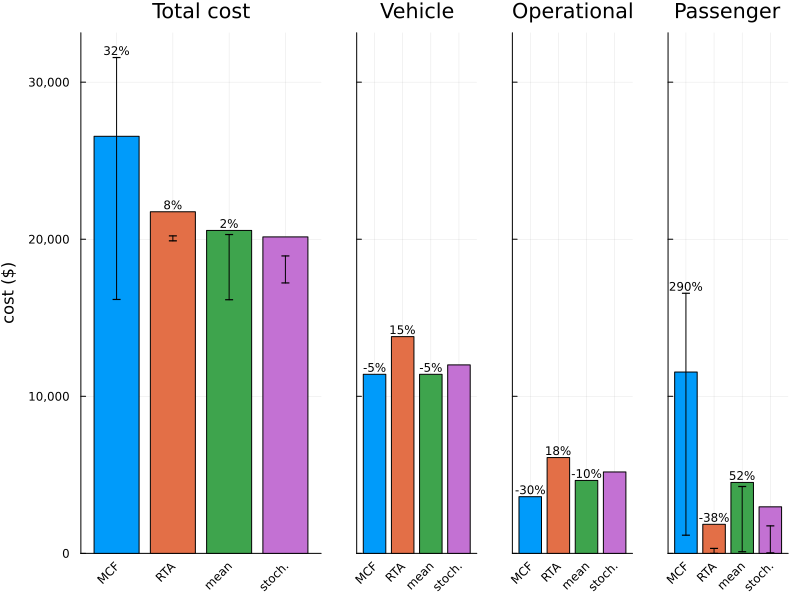 Total cost
Vehicle
Operational
Passenger
cost ($)
30,000
20,000
10,000
0
32%
8%
2%
MCF
RTA
mean
stoch.
-5%
15%
-5%
MCF
RTA
mean
stoch.
-30%
18%
-10%
MCF
RTA
mean
stoch.
290%
-38%
52%
MCF
RTA
mean
stoch.